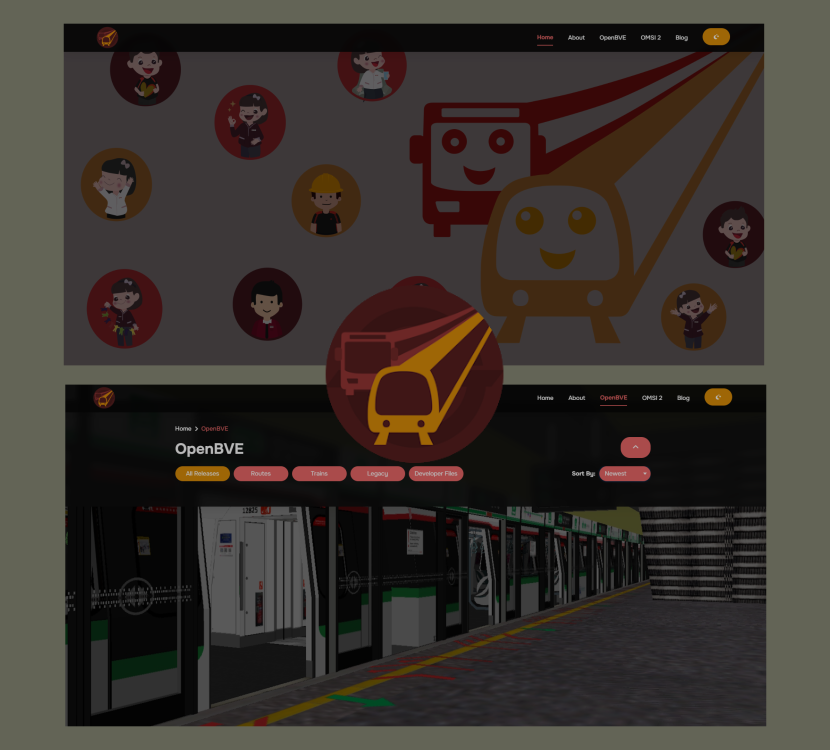 Home About OpenBVE OMSI 2 Blog
Home About OpenBVE OMSI 2 Blog
Home > OpenBVE
OpenBVE
All Releases Routes Trains Legacy Developer Files Sort By: Newest